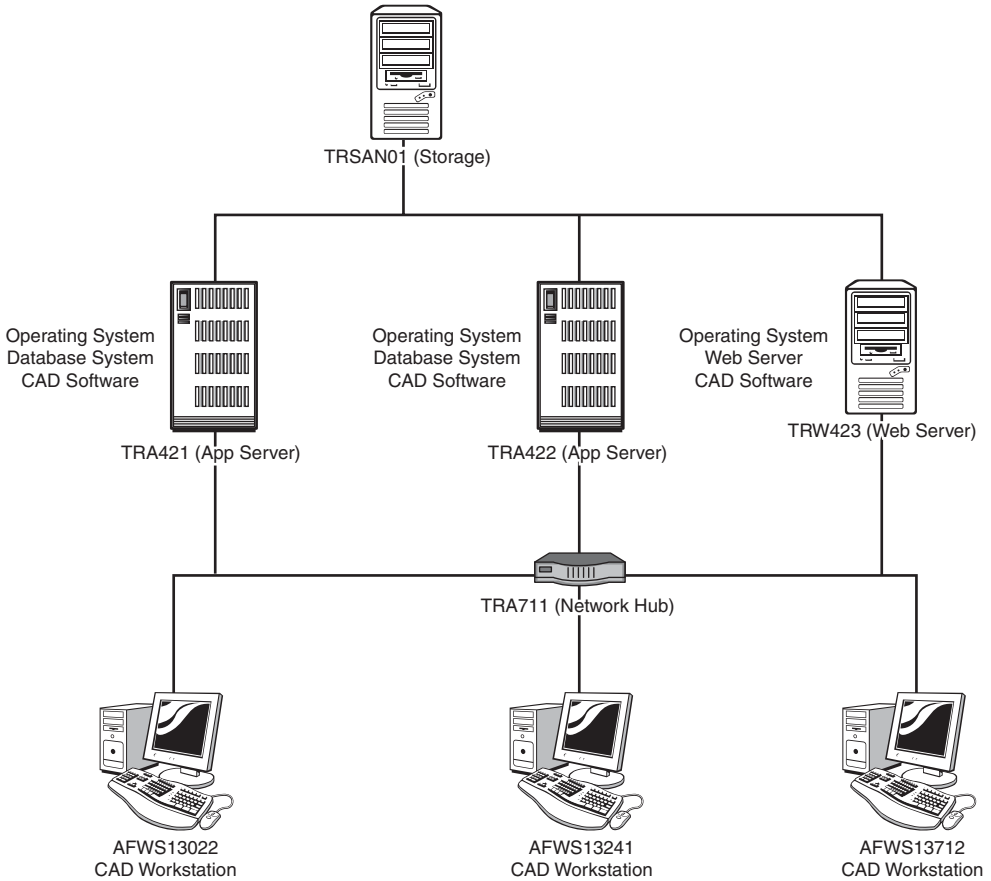 TRSAN01 (Storage)
Operating System
Database System
CAD Software
TRA421 (App Server)
Operating System
Database System
CAD Software
TRA422 (App Server)
Operating System
Web Server
CAD Software
TRW423 (Web Server)
TRA711 (Network Hub)
AFWS13022
CAD Workstation
AFWS13241
CAD Workstation
AFWS13712
CAD Workstation